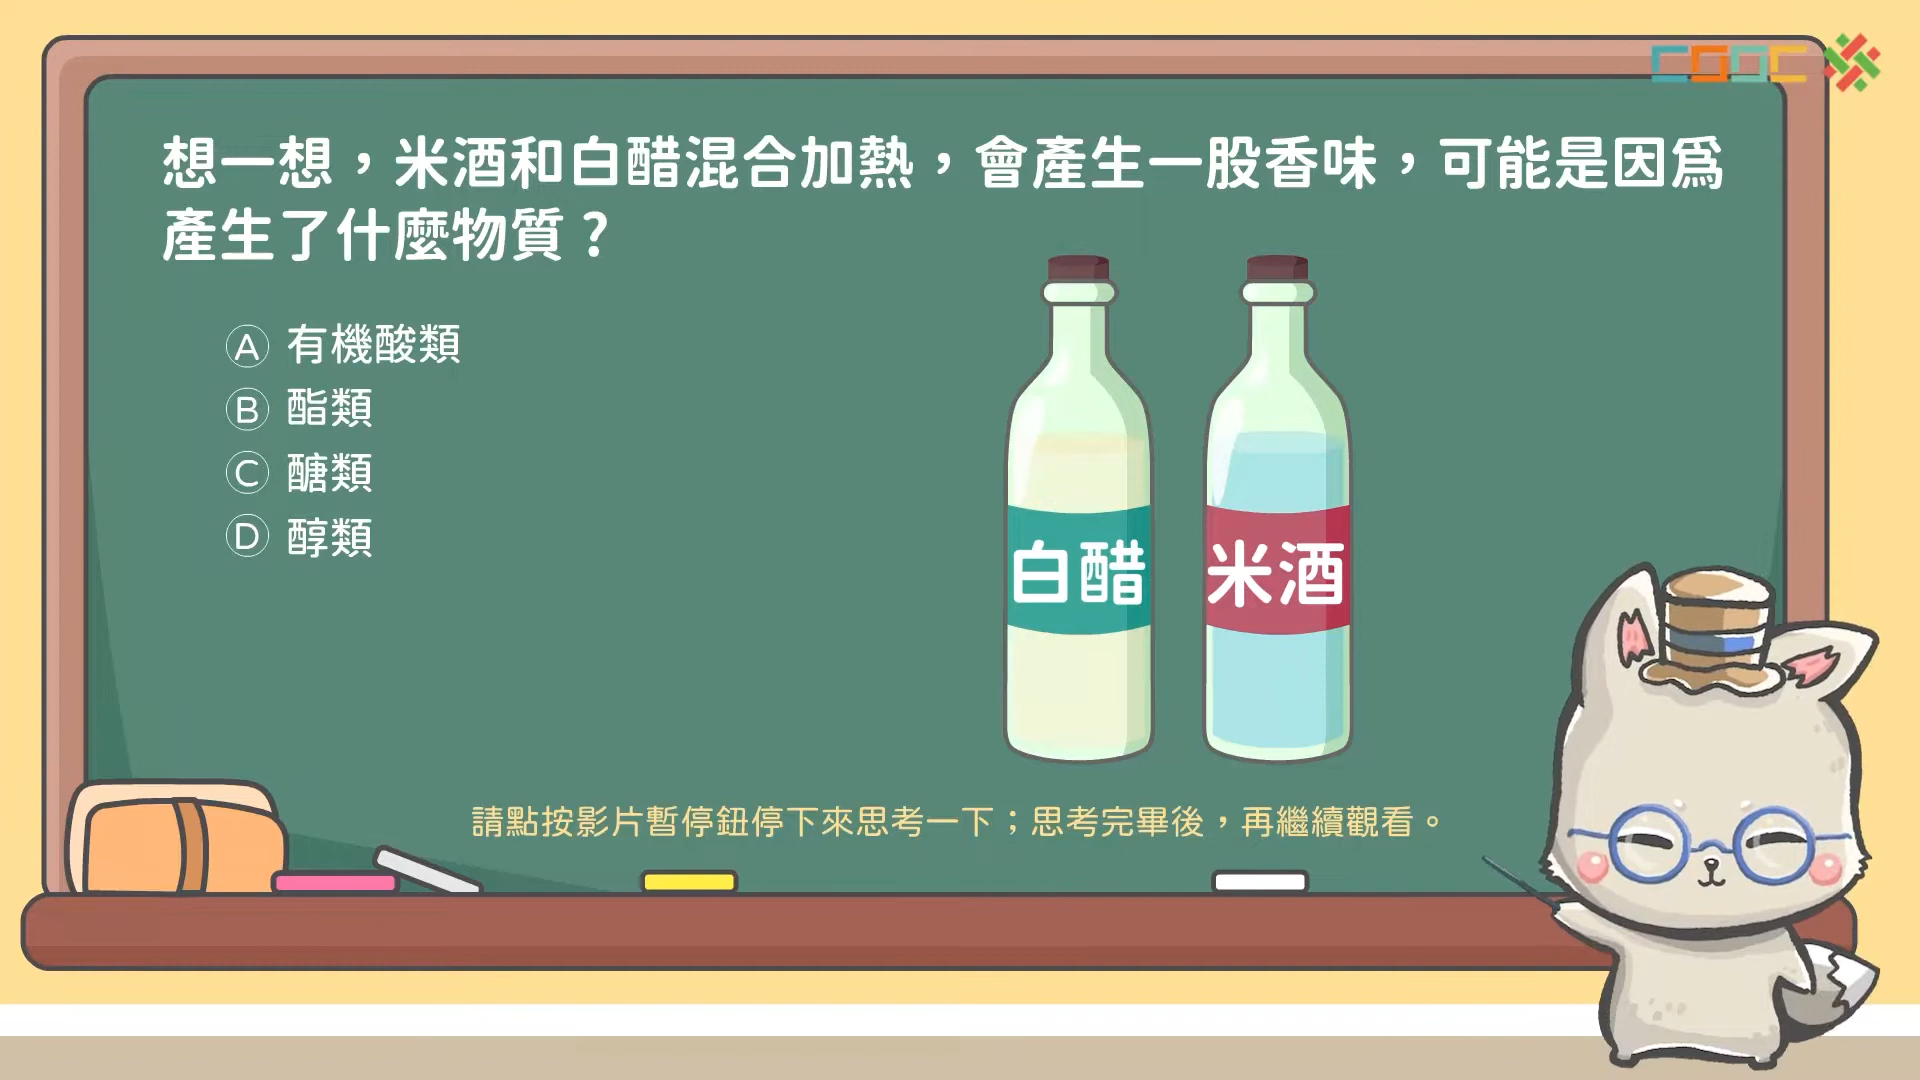 COOC
想一想，米酒和白醋混合加熱，會產生一股香味，可能是因爲
產生了什麼物質？
Ⓐ 有機酸類
Ⓑ 酯類
Ⓒ 醣類
Ⓓ 醇類
白醋
米酒
請點按影片暫停鈕停下來思考一下；思考完畢後，再繼續觀看。